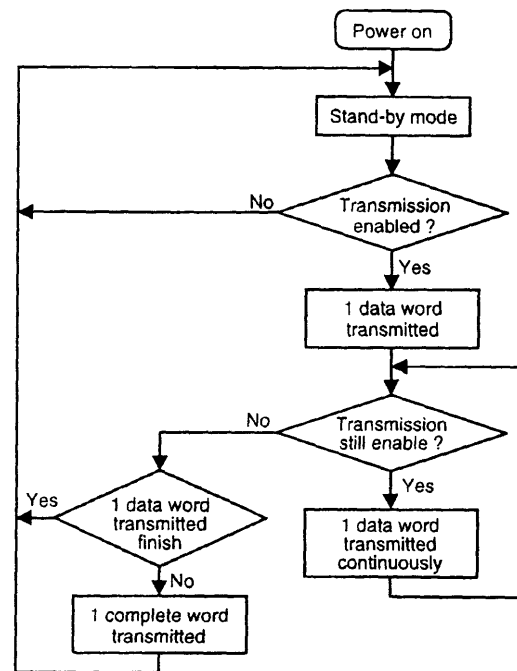 Power on
Stand-by mode
No
Transmission
enabled ?
Yes
1 data word
transmitted
No
Transmission
still enable ?
Yes
1 data word
transmitted
finish
Yes
1 data word
transmitted
continuously
No
1 complete word
transmitted